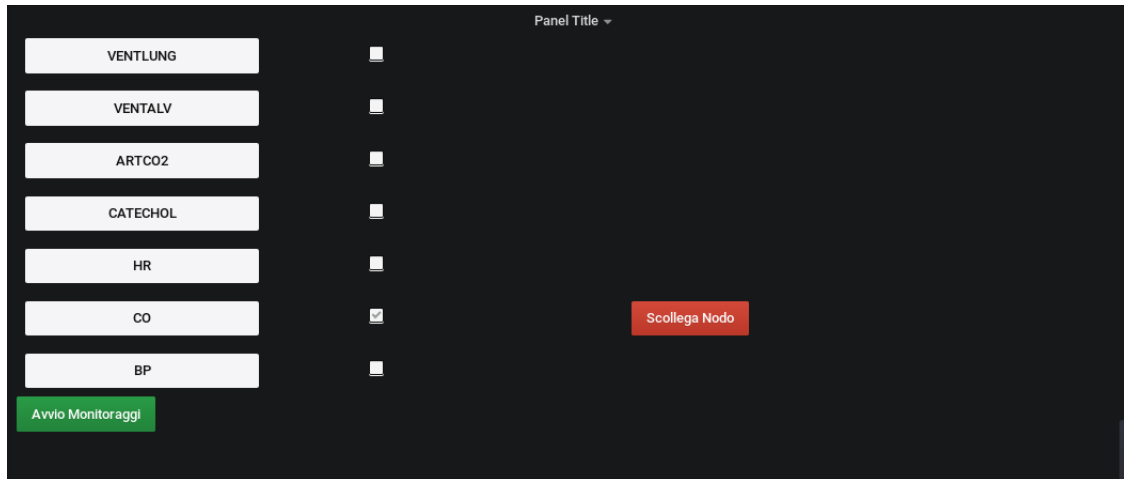 Panel Title
VENTLUNG
VENTALV
ARTCO2
CATECHOL
HR
CO Scollega Nodo
BP
Avvio Monitoraggi